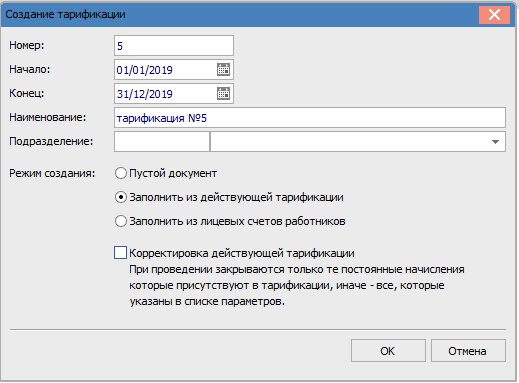 Создание тарификации
Номер: 5
Начало: 01/01/2019
Конец: 31/12/2019
Наименование: тарификация №5
Подразделение:
Режим создания: Пустой документ
Заполнить из действующей тарификации
Заполнить из лицевых счетов работников
Корректировка действующей тарификации
При проведении закрываются только те постоянные начисления
которые присутствуют в тарификации, иначе - все, которые
указаны в списке параметров.
OK Отмена